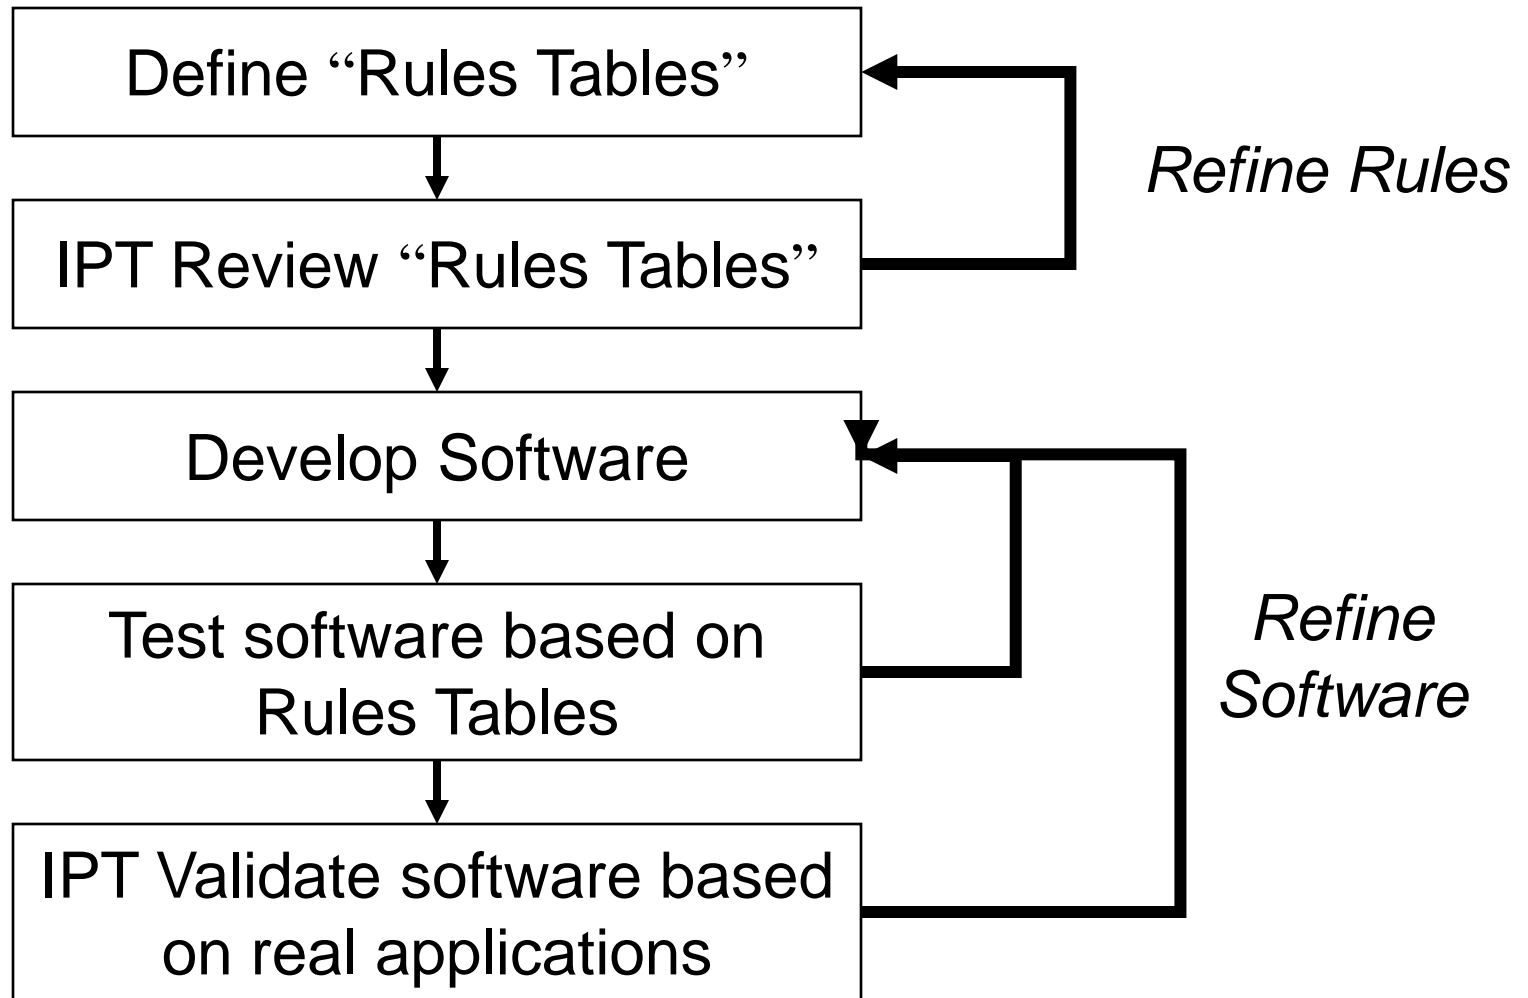 Define “Rules Tables”
Refine Rules
IPT Review “Rules Tables”
Develop Software
Test software based on
Rules Tables
Refine
Software
IPT Validate software based
on real applications